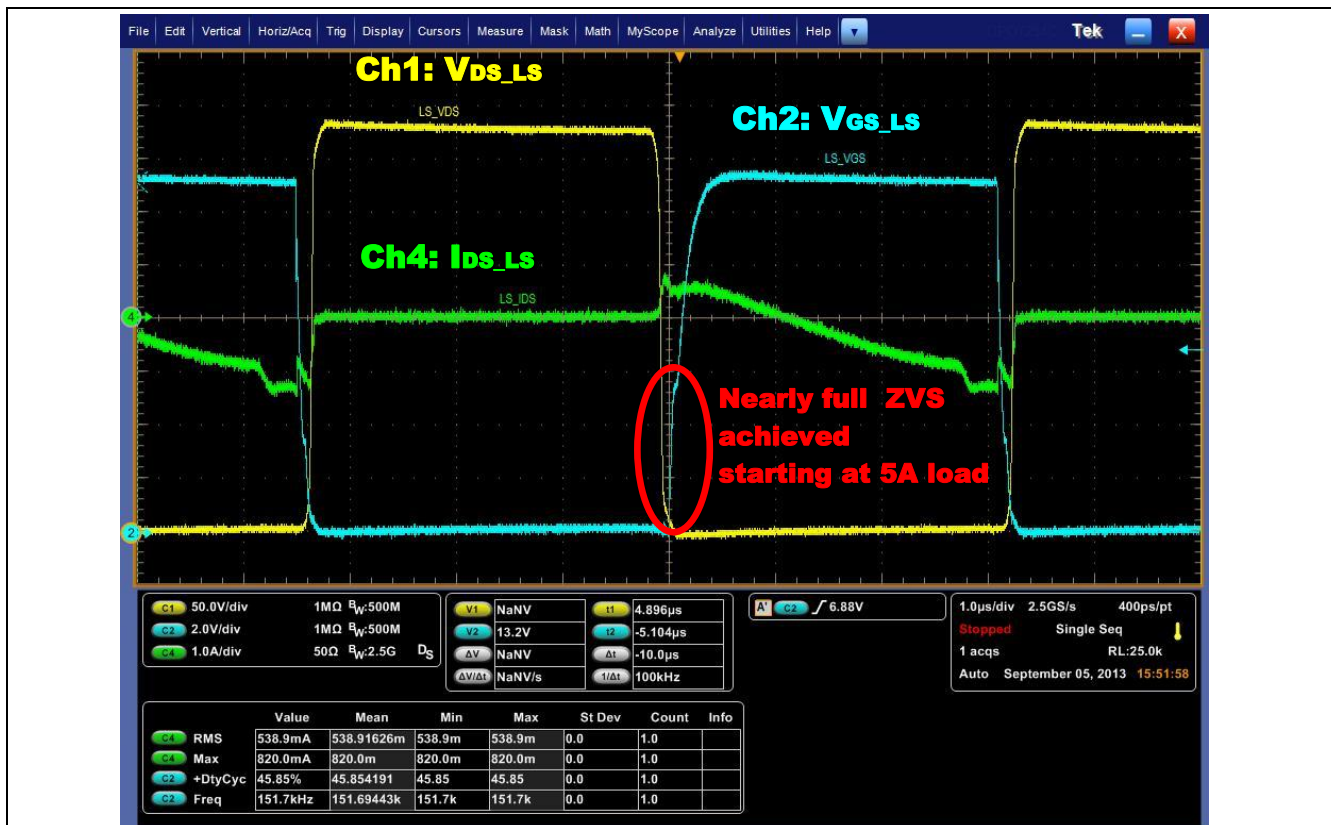 File Edit Vertical Horiz/Acq Trig Display Cursors Measure Mask Math MyScope Analyze Utilities Help Tek X
Ch1: VDS_LS
LS_VDS
Ch2: VGS_LS
LS_VGS
Ch4: IDS_LS
LS_IDS
4
Nearly full ZVS
achieved
starting at 5A load
2
C1 50.0V/div 1MΩ BW:500M
C2 2.0V/div 1MΩ BW:500M
C4 1.0A/div 50Ω BW:2.5G DS
V1 NaNV t1 4.896µs
V2 13.2V t2 -5.104µs
ΔV NaNV Δt -10.0µs
ΔV/Δt NaNV/s 1/Δt 100kHz
A' C2 6.88V
1.0µs/div 2.5GS/s 400ps/pt
Stopped Single Seq
1 acqs RL:25.0k
Auto September 05, 2013 15:51:58
Value Mean Min Max St Dev Count Info
C4 RMS 538.9mA 538.91626m 538.9m 538.9m 0.0 1.0
C4 Max 820.0mA 820.0m 820.0m 820.0m 0.0 1.0
C2 +DtyCyc 45.85% 45.854191 45.85 45.85 0.0 1.0
C2 Freq 151.7kHz 151.69443k 151.7k 151.7k 0.0 1.0